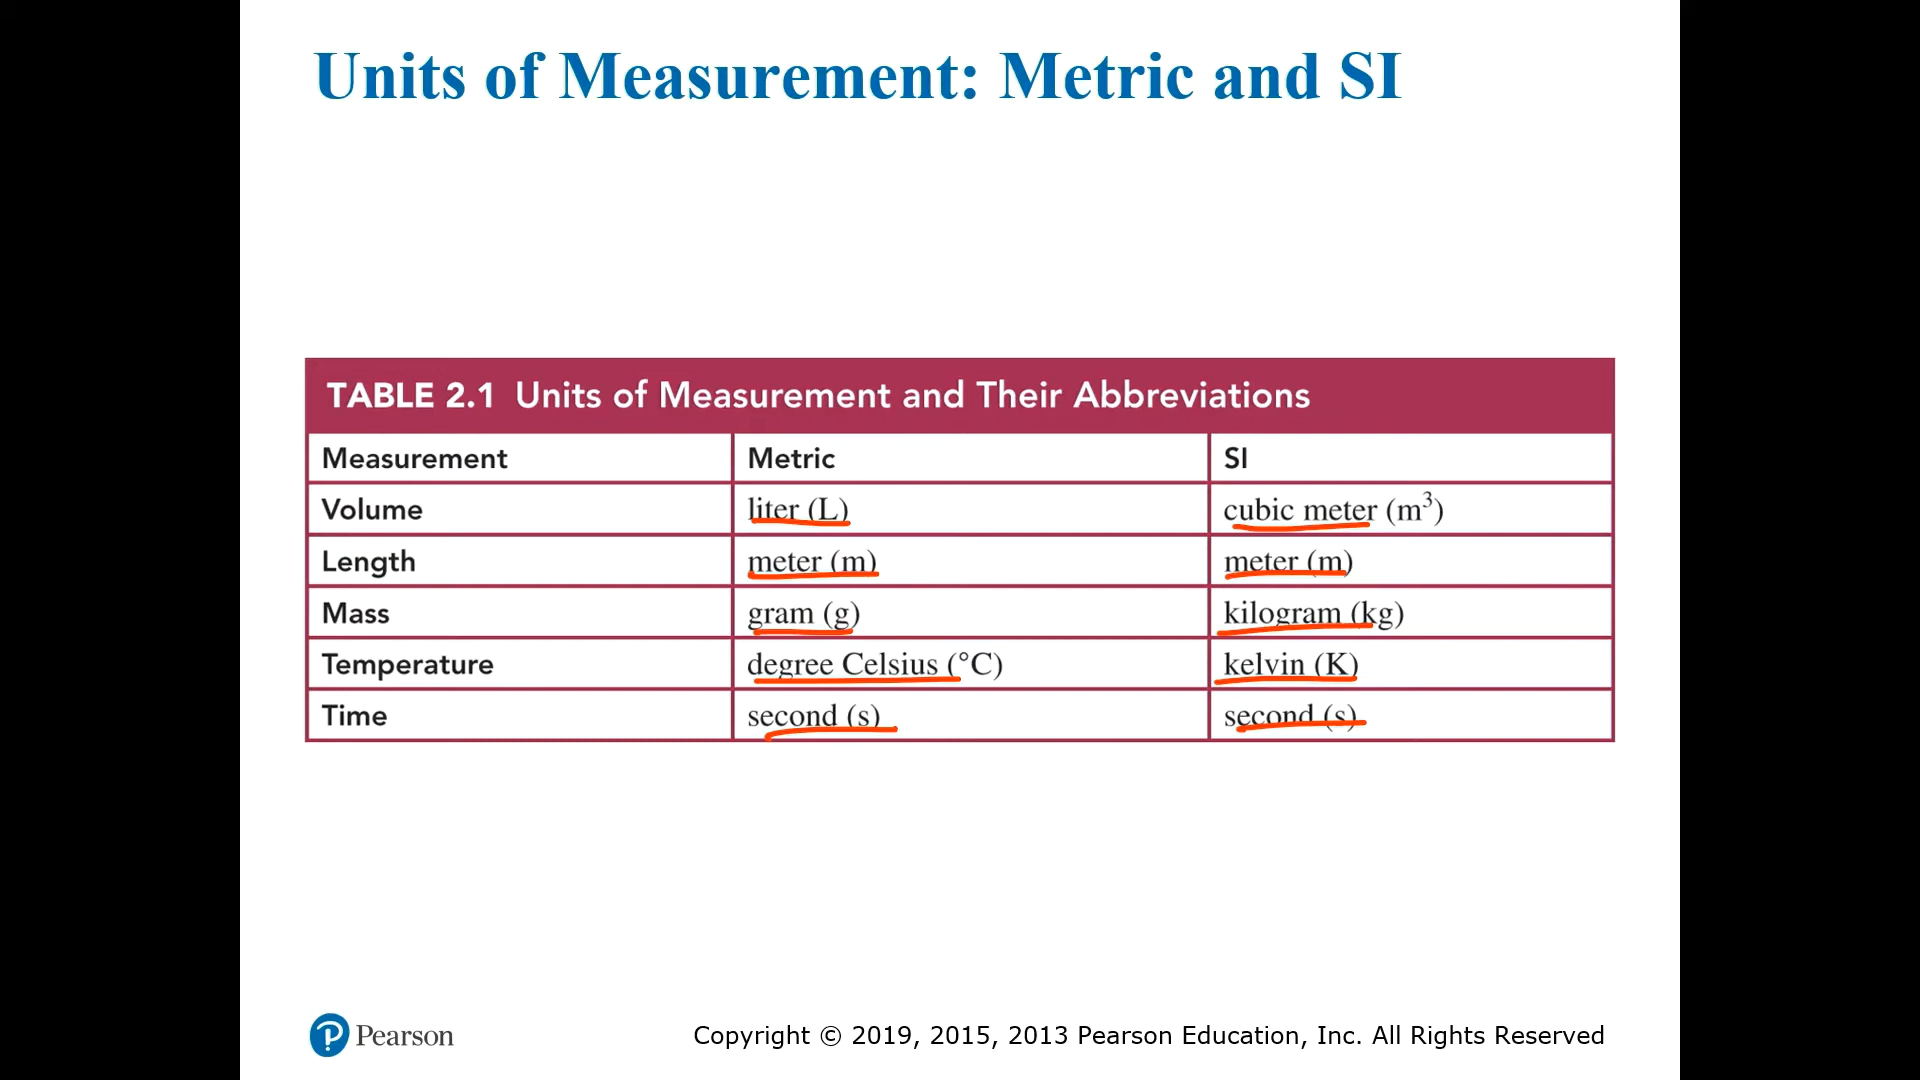 Units of Measurement: Metric and SI
TABLE 2.1 Units of Measurement and Their Abbreviations
Measurement Metric SI
Volume liter (L) cubic meter (m³)
Length meter (m) meter (m)
Mass gram (g) kilogram (kg)
Temperature degree Celsius (°C) kelvin (K)
Time second (s) second (s)
Pearson Copyright © 2019, 2015, 2013 Pearson Education, Inc. All Rights Reserved